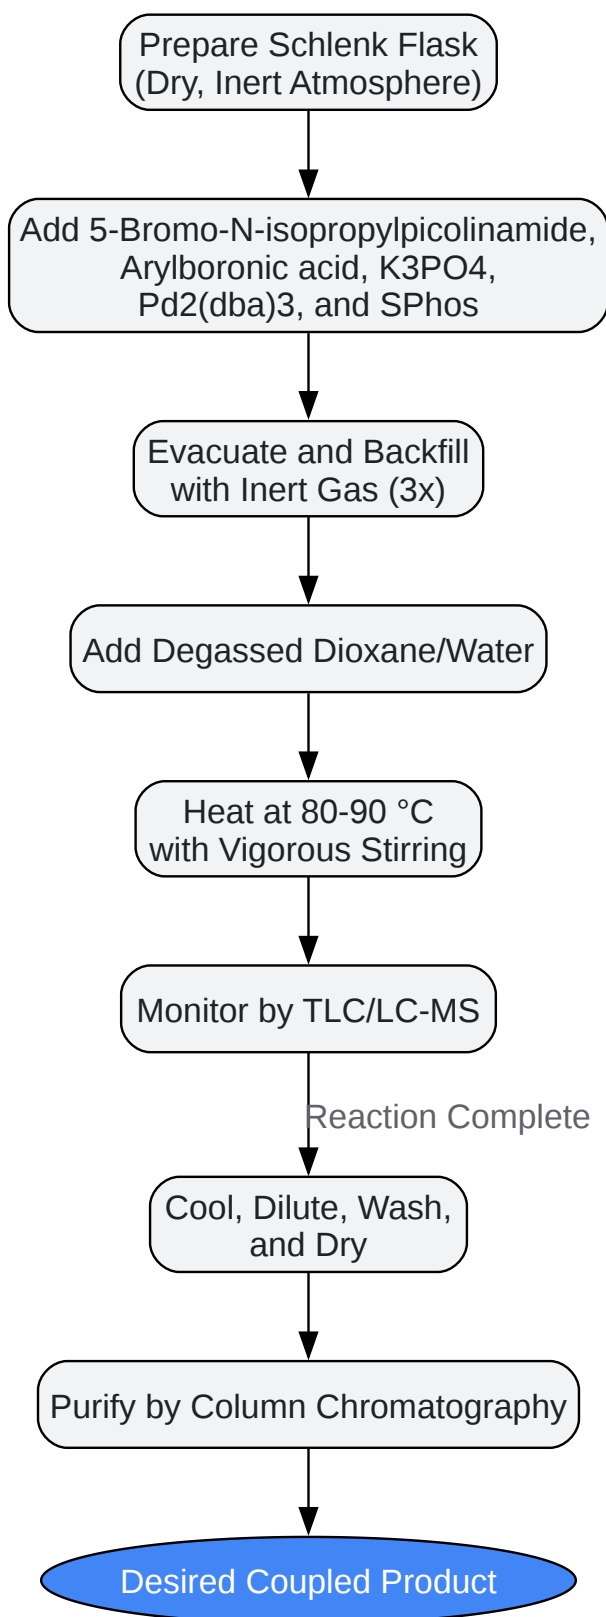 Prepare Schlenk Flask
(Dry, Inert Atmosphere)
Add 5-Bromo-N-isopropylpicolinamide,
Arylboronic acid, K3PO4,
Pd2(dba)3, and SPhos
Evacuate and Backfill
with Inert Gas (3x)
Add Degassed Dioxane/Water
Heat at 80-90 °C
with Vigorous Stirring
Monitor by TLC/LC-MS
Reaction Complete
Cool, Dilute, Wash,
and Dry
Purify by Column Chromatography
Desired Coupled Product